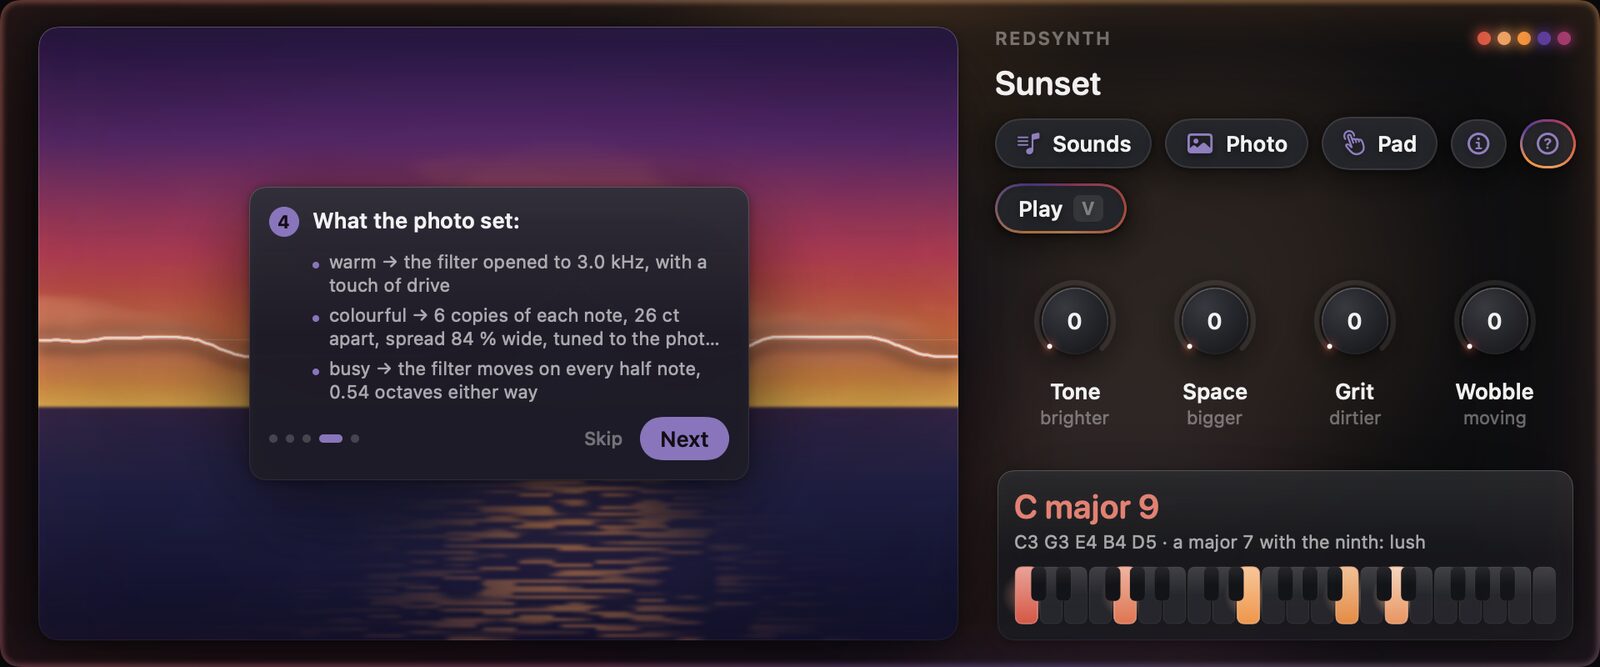 REDSYNTH
Sunset
Sounds
Photo
Pad
Play V
4 What the photo set:
warm → the filter opened to 3.0 kHz, with a
touch of drive
colourful → 6 copies of each note, 26 ct
apart, spread 84 % wide, tuned to the phot...
busy → the filter moves on every half note,
0.54 octaves either way
Skip
Next
0
0
0
0
Tone
Space
Grit
Wobble
brighter
bigger
dirtier
moving
C major 9
C3 G3 E4 B4 D5 · a major 7 with the ninth: lush